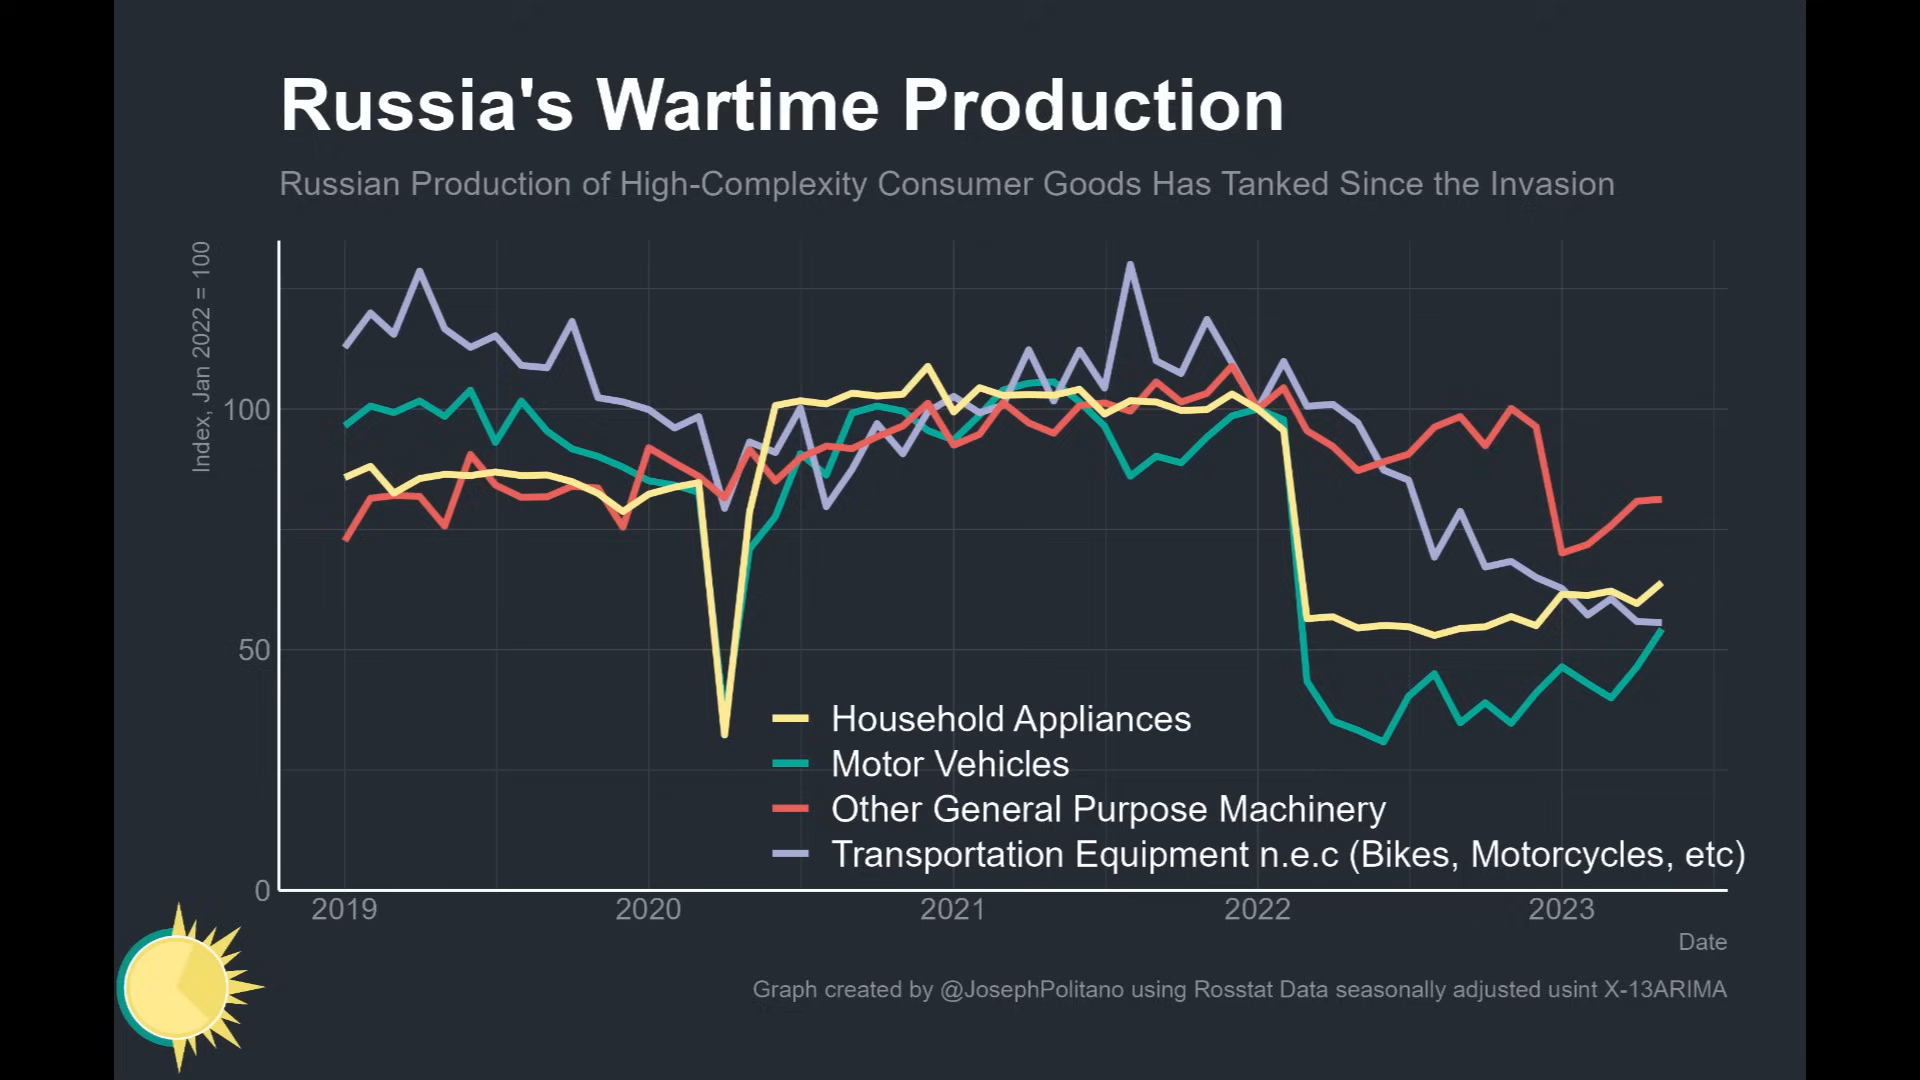 Russia's Wartime Production
Russian Production of High-Complexity Consumer Goods Has Tanked Since the Invasion
Index, Jan 2022 = 100
100
50
0
Household Appliances
Motor Vehicles
Other General Purpose Machinery
Transportation Equipment n.e.c (Bikes, Motorcycles, etc)
2019 2020 2021 2022 2023
Date
Graph created by @JosephPolitano using Rosstat Data seasonally adjusted usint X-13ARIMA